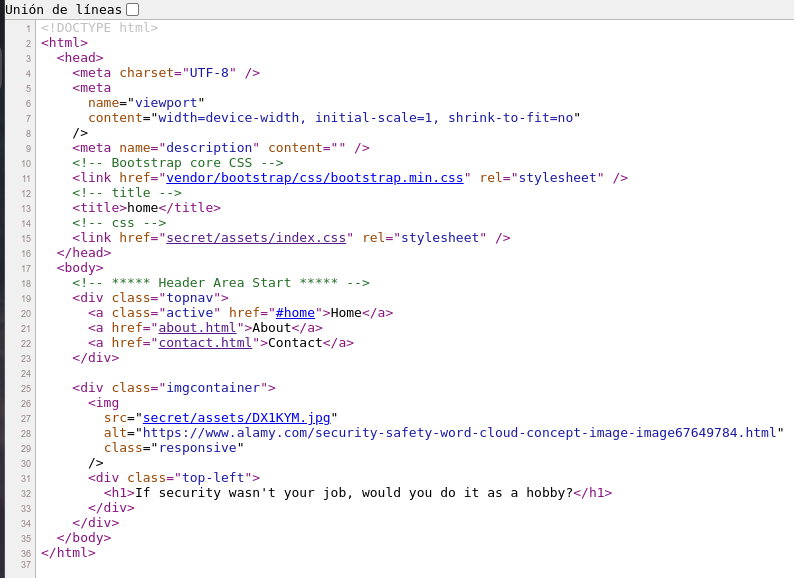 Unión de líneas
1 <!DOCTYPE html>
2 <html>
3   <head>
4     <meta charset="UTF-8" />
5     <meta
6       name="viewport"
7       content="width=device-width, initial-scale=1, shrink-to-fit=no"
8     />
9     <meta name="description" content="" />
10     <!-- Bootstrap core CSS -->
11     <link href="vendor/bootstrap/css/bootstrap.min.css" rel="stylesheet" />
12     <!-- title -->
13     <title>home</title>
14     <!-- css -->
15     <link href="secret/assets/index.css" rel="stylesheet" />
16   </head>
17   <body>
18     <!-- ***** Header Area Start ***** -->
19     <div class="topnav">
20       <a class="active" href="#home">Home</a>
21       <a href="about.html">About</a>
22       <a href="contact.html">Contact</a>
23     </div>
24
25     <div class="imgcontainer">
26       <img
27         src="secret/assets/DX1KYM.jpg"
28         alt="https://www.alamy.com/security-safety-word-cloud-concept-image-image67649784.html"
29         class="responsive"
30       />
31       <div class="top-left">
32         <h1>If security wasn't your job, would you do it as a hobby?</h1>
33       </div>
34     </div>
35   </body>
36 </html>
37